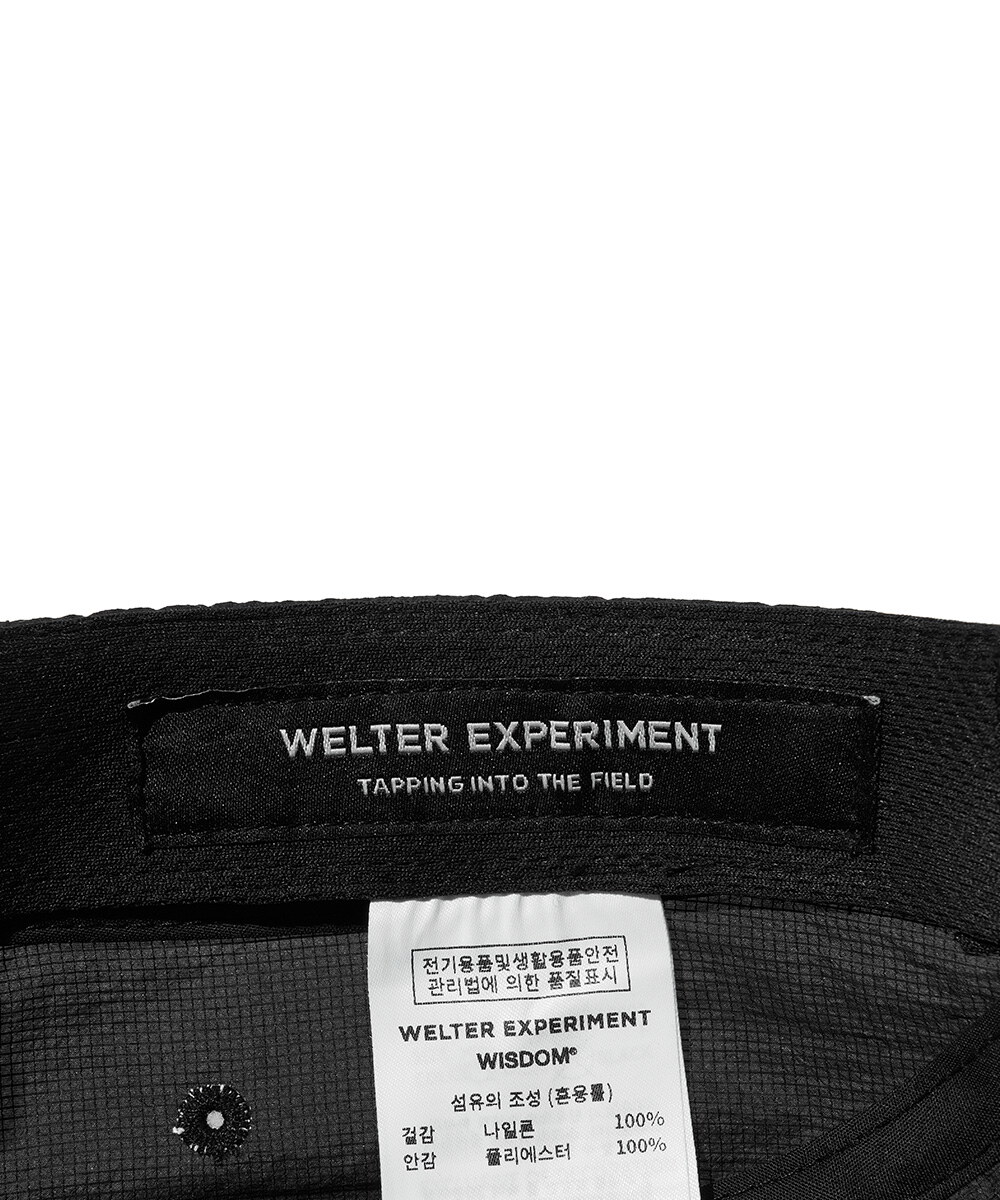 WELTER EXPERIMENT
TAPPING INTO THE FIELD
전기용품및생활용품안전
관리법에 의한 품질표시
WELTER EXPERIMENT
WISDOM®
섬유의 조성 (혼용률)
겉감 나일론 100%
안감 폴리에스터 100%